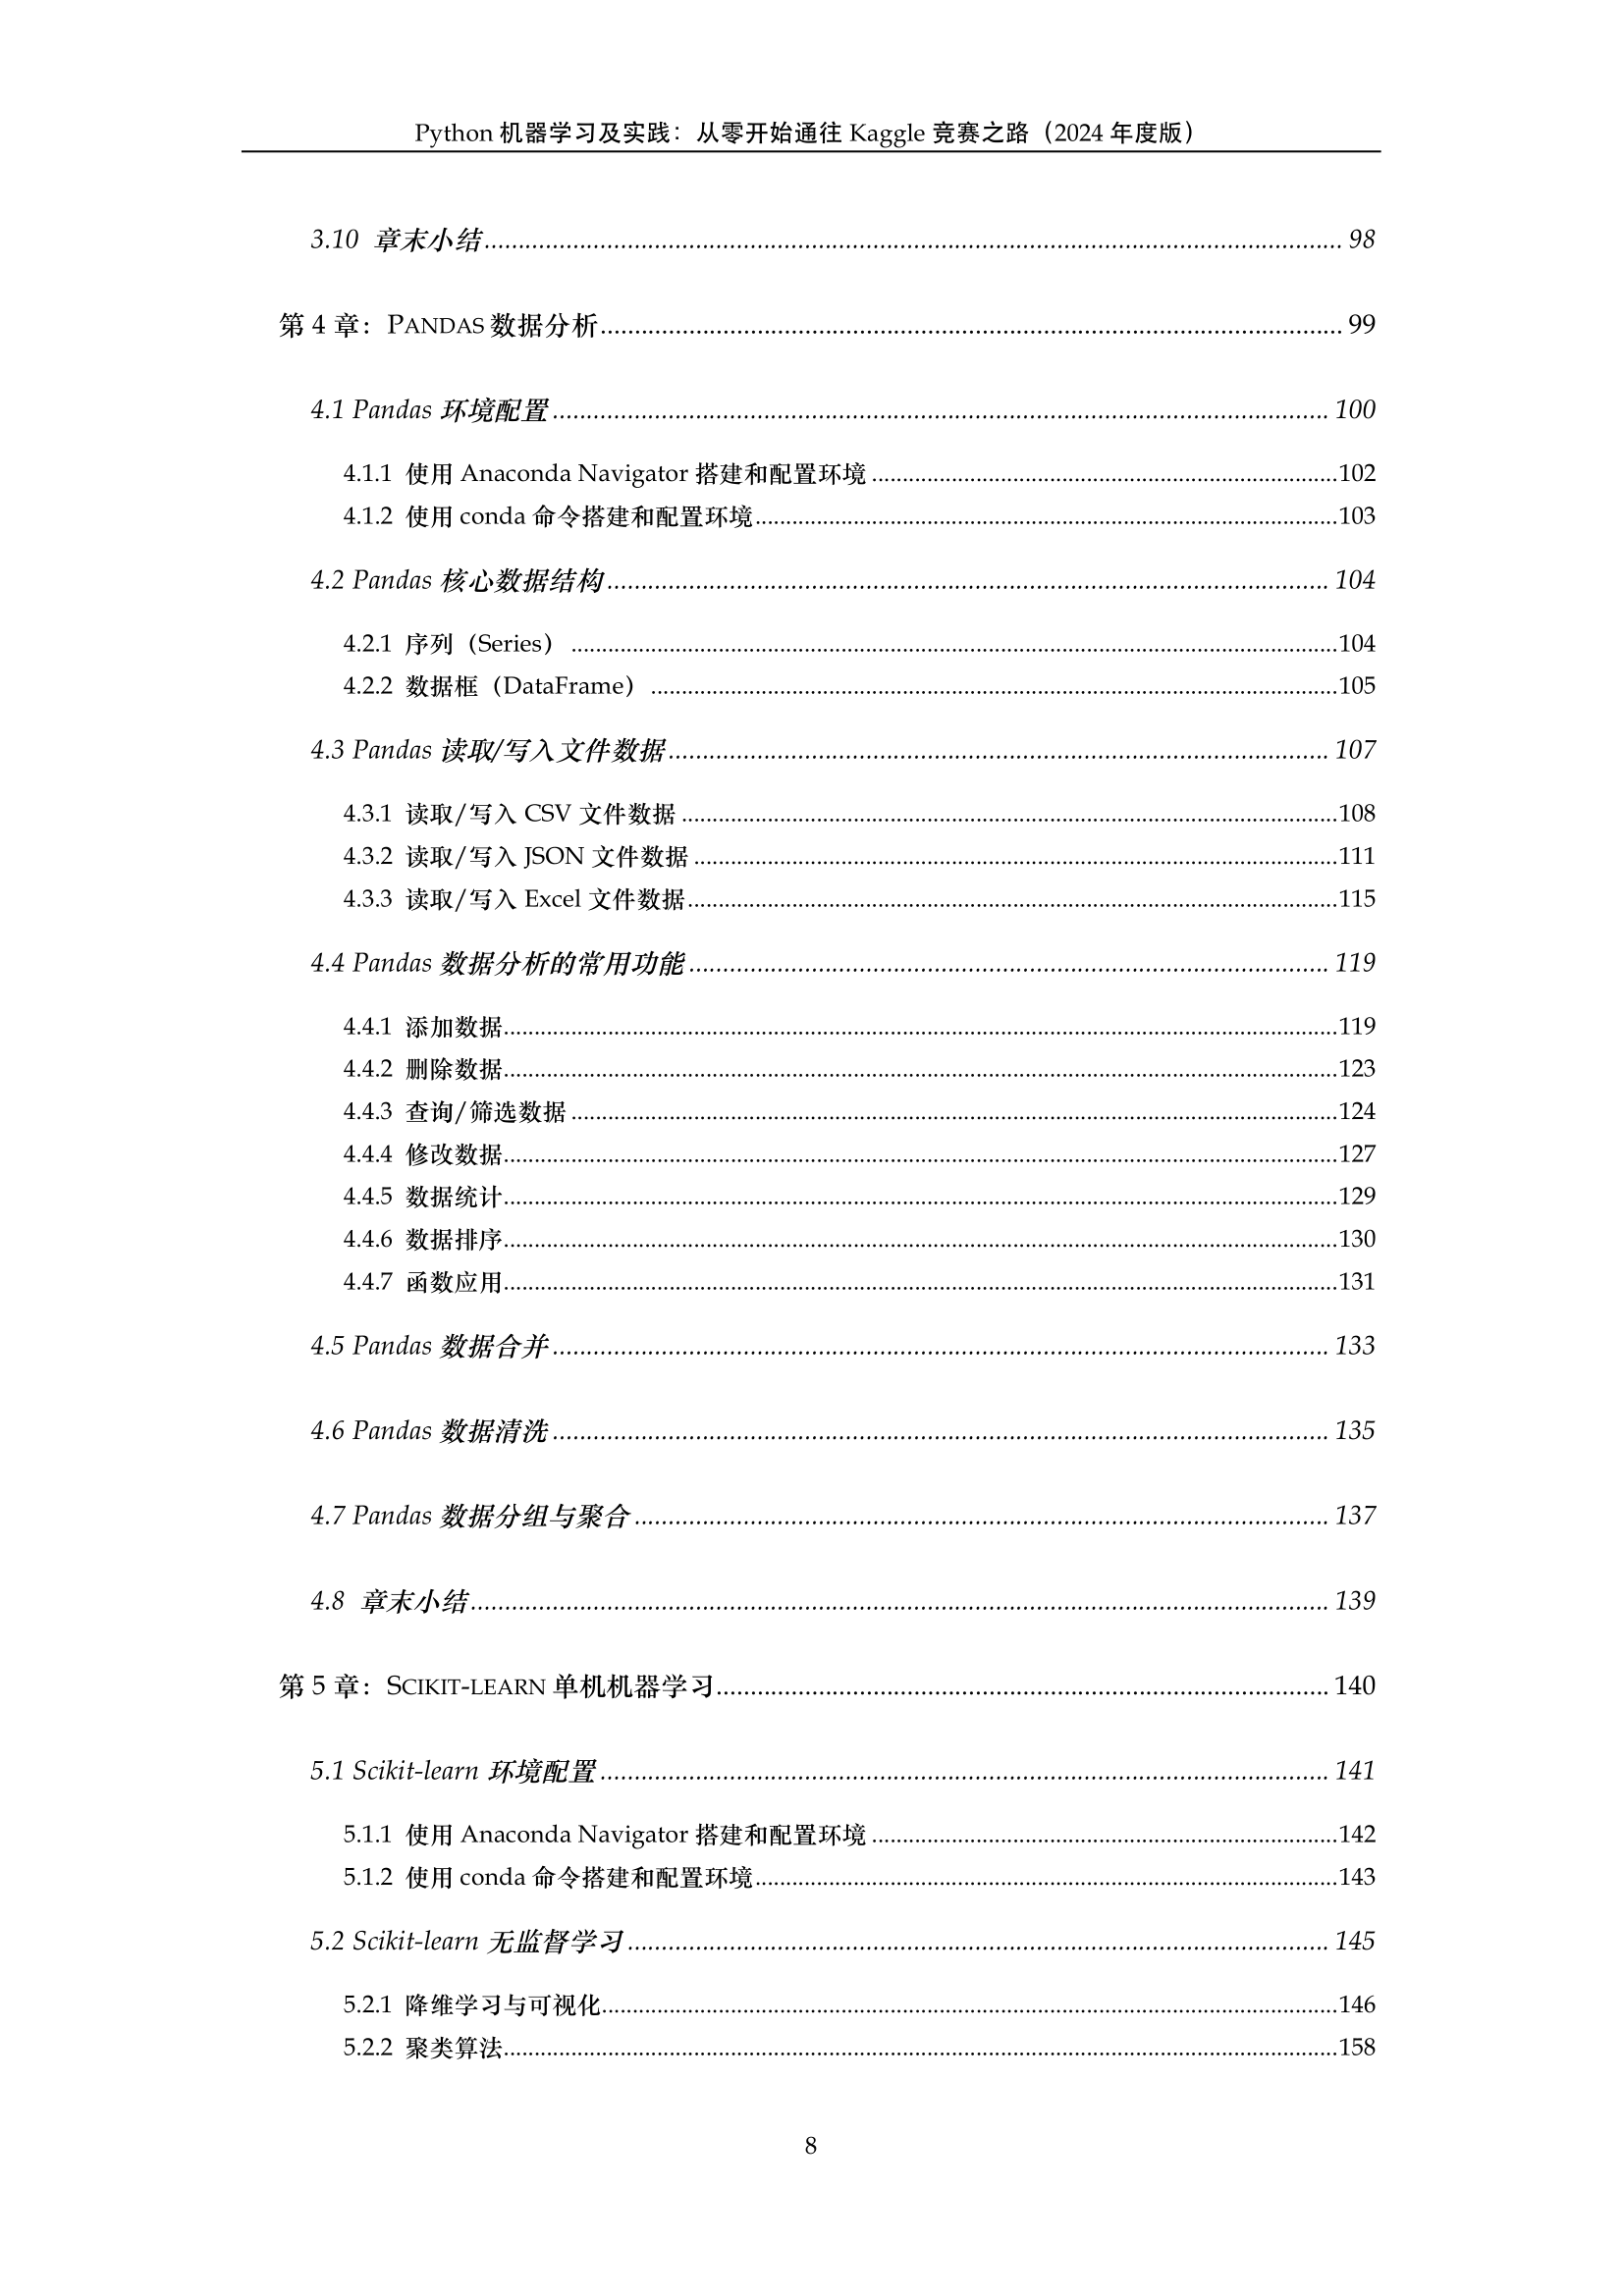 Python 机器学习及实践：从零开始通往 Kaggle 竞赛之路（2024 年度版）
3.10 章末小结........ 98
第 4 章：PANDAS 数据分析........ 99
4.1 Pandas 环境配置........ 100
4.1.1 使用 Anaconda Navigator 搭建和配置环境........102
4.1.2 使用 conda 命令搭建和配置环境........103
4.2 Pandas 核心数据结构........ 104
4.2.1 序列（Series）........104
4.2.2 数据框（DataFrame）........105
4.3 Pandas 读取/写入文件数据........ 107
4.3.1 读取/写入 CSV 文件数据........108
4.3.2 读取/写入 JSON 文件数据........111
4.3.3 读取/写入 Excel 文件数据........115
4.4 Pandas 数据分析的常用功能........ 119
4.4.1 添加数据........119
4.4.2 删除数据........123
4.4.3 查询/筛选数据........124
4.4.4 修改数据........127
4.4.5 数据统计........129
4.4.6 数据排序........130
4.4.7 函数应用........131
4.5 Pandas 数据合并........ 133
4.6 Pandas 数据清洗........ 135
4.7 Pandas 数据分组与聚合........ 137
4.8 章末小结........ 139
第 5 章：SCIKIT-LEARN 单机机器学习........ 140
5.1 Scikit-learn 环境配置........ 141
5.1.1 使用 Anaconda Navigator 搭建和配置环境........142
5.1.2 使用 conda 命令搭建和配置环境........143
5.2 Scikit-learn 无监督学习........ 145
5.2.1 降维学习与可视化........146
5.2.2 聚类算法........158
8